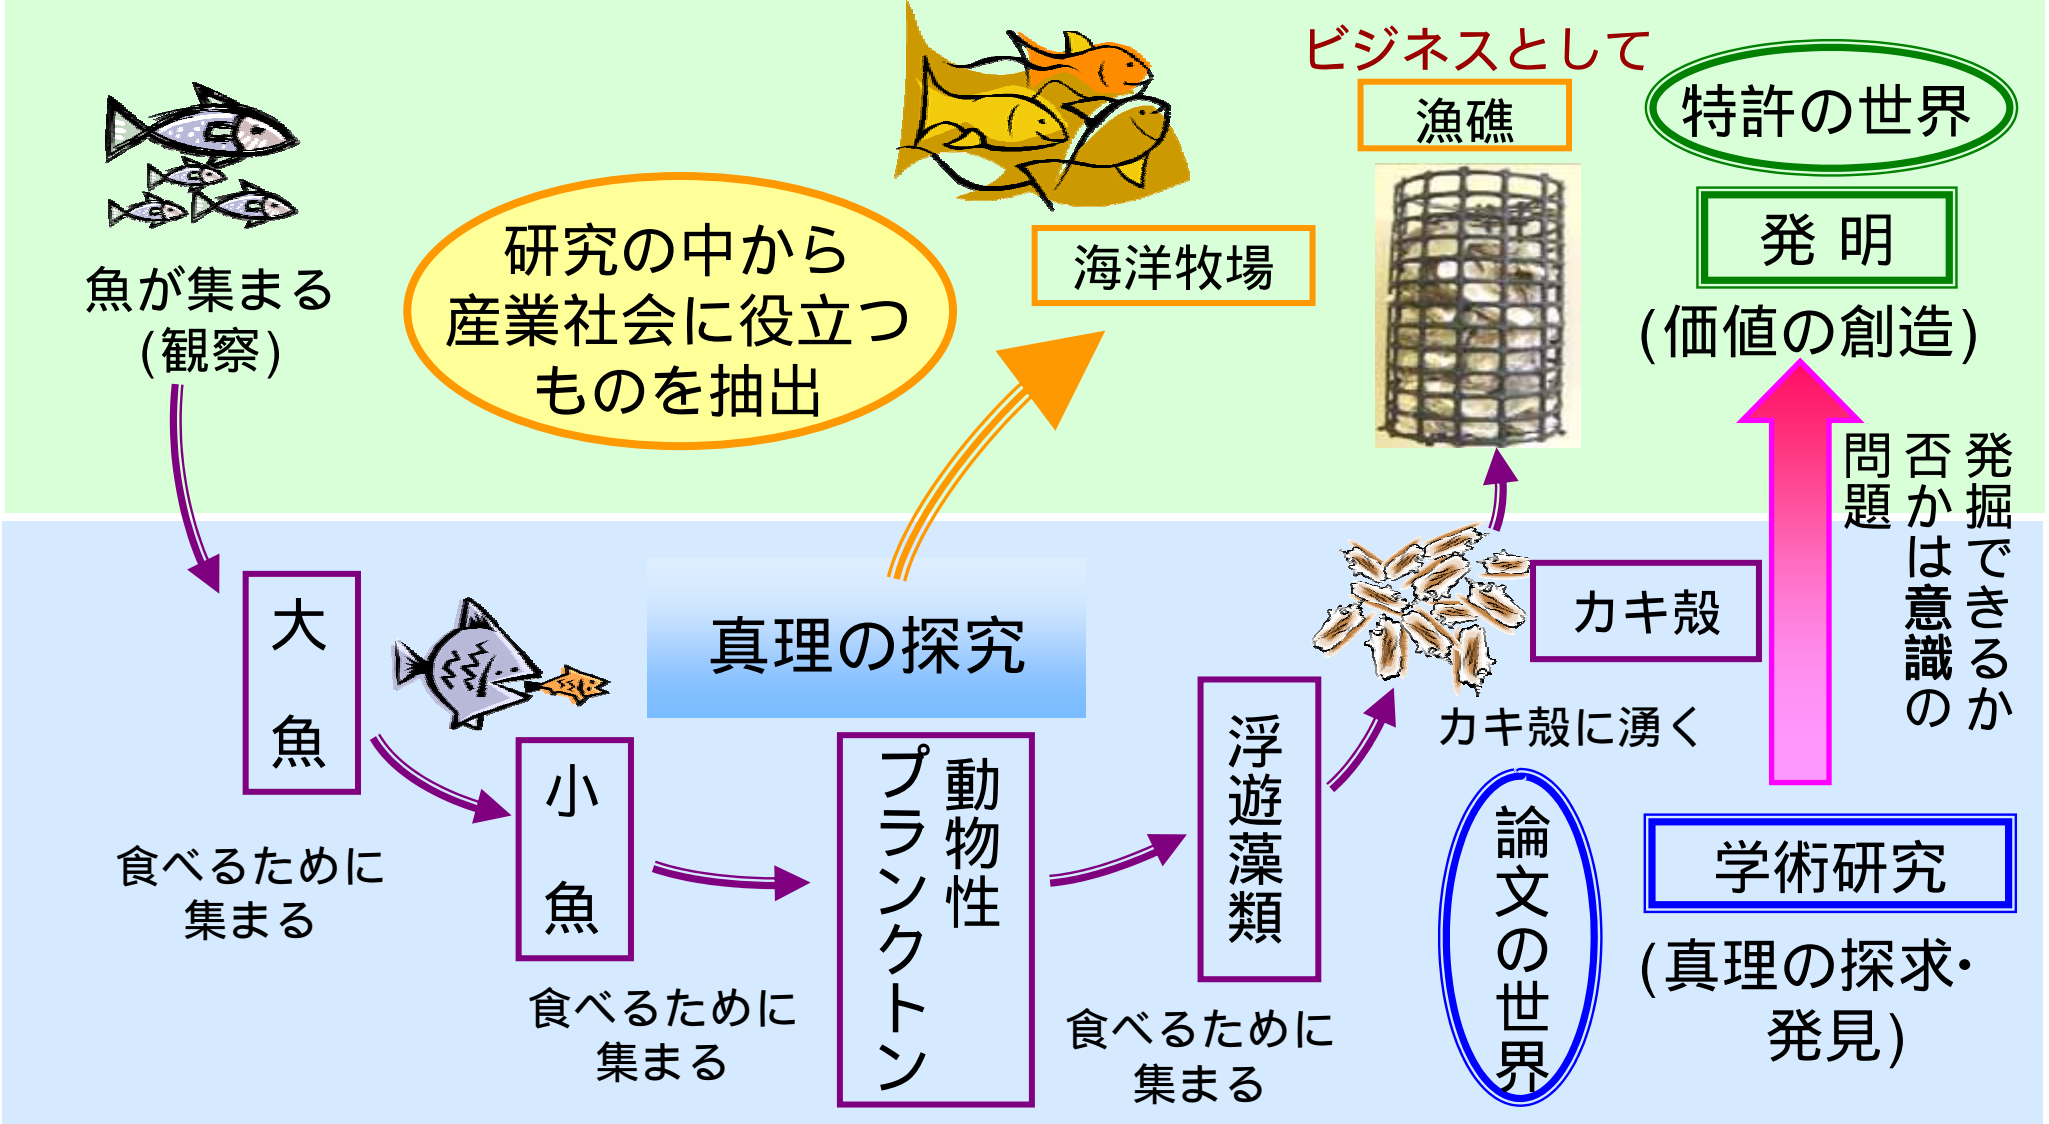 ビジネスとして
漁礁
特許の世界
発 明
(価値の創造)
海洋牧場
研究の中から
産業社会に役立つ
ものを抽出
魚が集まる
(観察)
発掘できるか
否かは意識の
問題
大魚
食べるために
集まる
小魚
食べるために
集まる
真理の探究
動物性
プランクトン
食べるために
集まる
浮遊藻類
カキ殻
カキ殻に湧く
論文の世界
学術研究
(真理の探求・
発見)